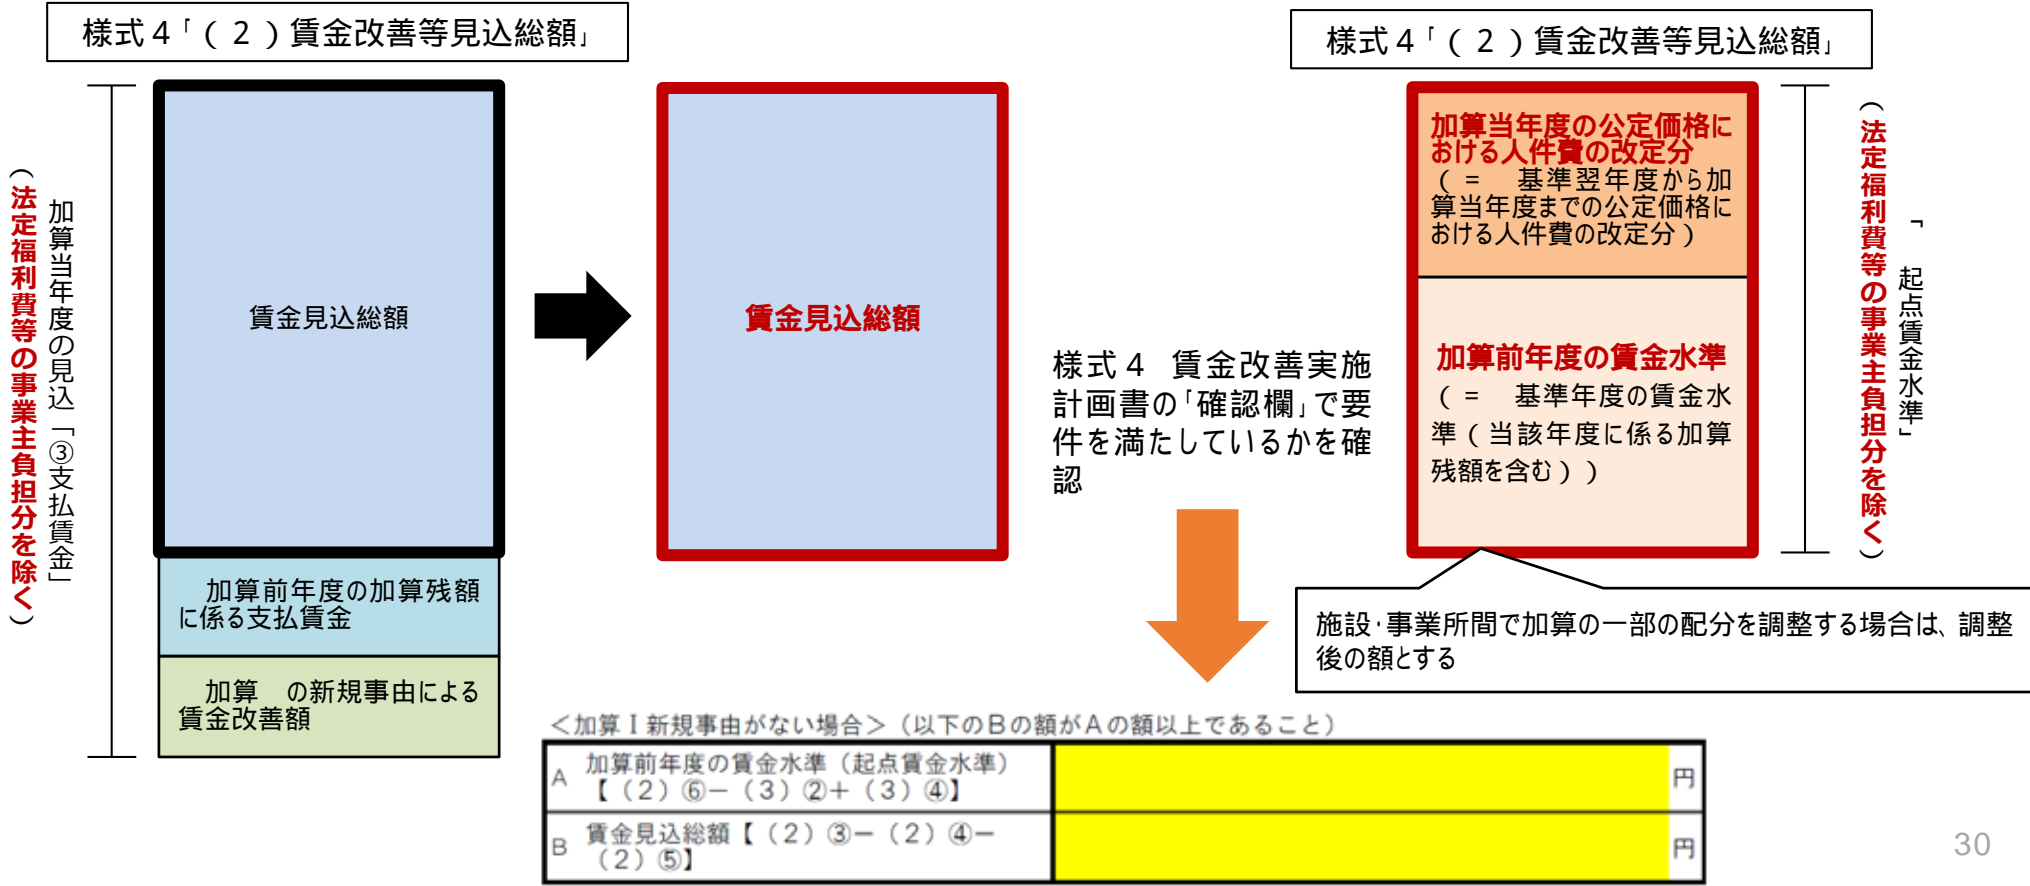 様式4「(2)賃金改善等見込総額」
(法定福利費等の事業主負担分を除く)
加算当年度の見込「③支払賃金」
賃金見込総額
加算前年度の加算残額
に係る支払賃金
加算　の新規事由による
賃金改善額
賃金見込総額
様式4　賃金改善実施
計画書の「確認欄」で要
件を満たしているかを確
認
様式4「(2)賃金改善等見込総額」
加算当年度の公定価格に
おける人件費の改定分
(=　基準翌年度から加
算当年度までの公定価格に
おける人件費の改定分)
加算前年度の賃金水準
(=　基準年度の賃金水
準(当該年度に係る加算
残額を含む))
「　起点賃金水準」
(法定福利費等の事業主負担分を除く)
施設・事業所間で加算の一部の配分を調整する場合は、調整
後の額とする
<加算Ⅰ新規事由がない場合>(以下のBの額がAの額以上であること)
A 加算前年度の賃金水準(起点賃金水準)
【(2)⑥-(3)②+(3)④】
円
B 賃金見込総額【(2)③-(2)④-
(2)⑤】
円
30